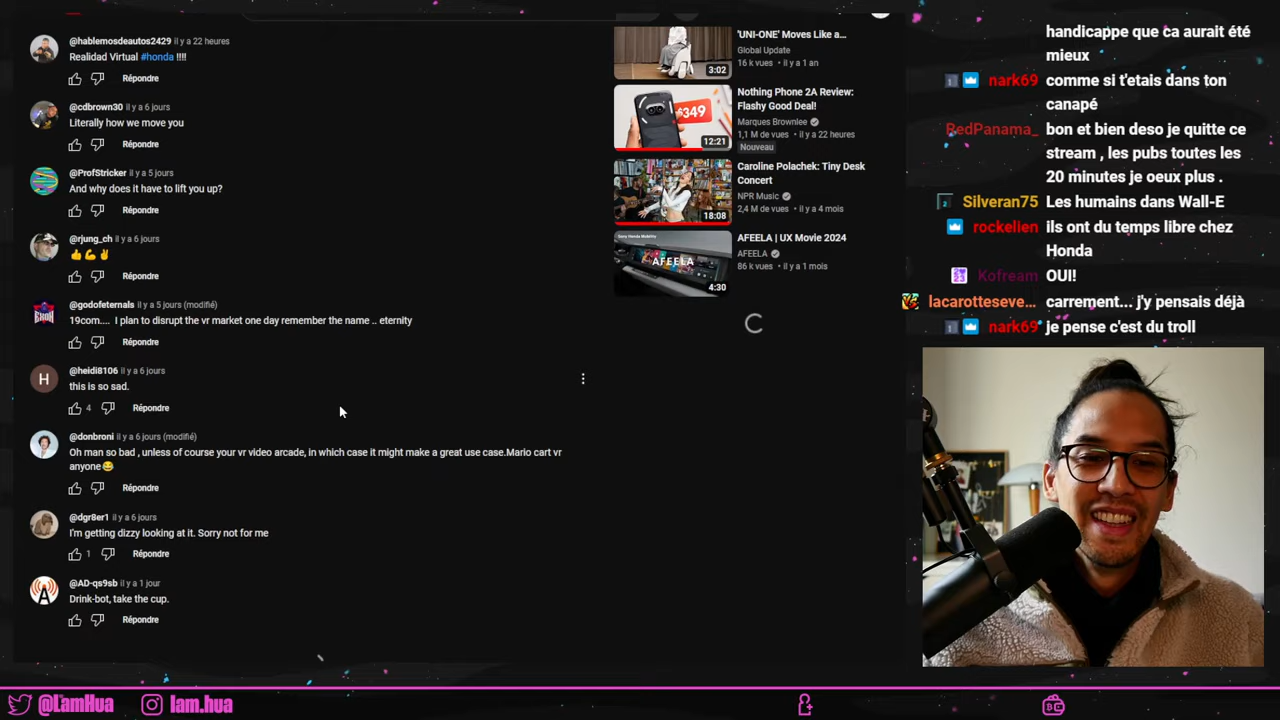 @hablemosdeautos2429 il y a 22 heures
Realidad Virtual #honda !!!!
Répondre
@cdbrown30 il y a 6 jours
Literally how we move you
Répondre
@ProfStricker il y a 5 jours
And why does it have to lift you up?
Répondre
@rjung_ch il y a 6 jours
👍💪✌
Répondre
@godofeternals il y a 5 jours (modifié)
19com.... I plan to disrupt the vr market one day remember the name .. eternity
Répondre
H
@heidi8106 il y a 6 jours
this is so sad.
4 Répondre
@donbroni il y a 6 jours (modifié)
Oh man so bad , unless of course your vr video arcade, in which case it might make a great use case.Mario cart vr
anyone😂
Répondre
@dgr8er1 il y a 6 jours
I'm getting dizzy looking at it. Sorry not for me
1 Répondre
@AD-qs9sb il y a 1 jour
Drink-bot, take the cup.
Répondre
'UNI-ONE' Moves Like a...
Global Update
16 k vues • il y a 1 an
3:02
Nothing Phone 2A Review:
Flashy Good Deal!
Marques Brownlee
1,1 M de vues • il y a 22 heures
Nouveau
$349
12:21
Caroline Polachek: Tiny Desk
Concert
NPR Music
2,4 M de vues • il y a 4 mois
18:08
AFEELA | UX Movie 2024
AFEELA
86 k vues • il y a 1 mois
AFEELA
4:30
handicappe que ca aurait été
mieux
nark69 comme si t'etais dans ton
canapé
RedPanama_ bon et bien deso je quitte ce
stream , les pubs toutes les
20 minutes je oeux plus .
Silveran75 Les humains dans Wall-E
rockelien ils ont du temps libre chez
Honda
Kofream OUI!
lacarotteseve... carrement... j'y pensais déjà
nark69 je pense c'est du troll
@LamHua
lam.hua